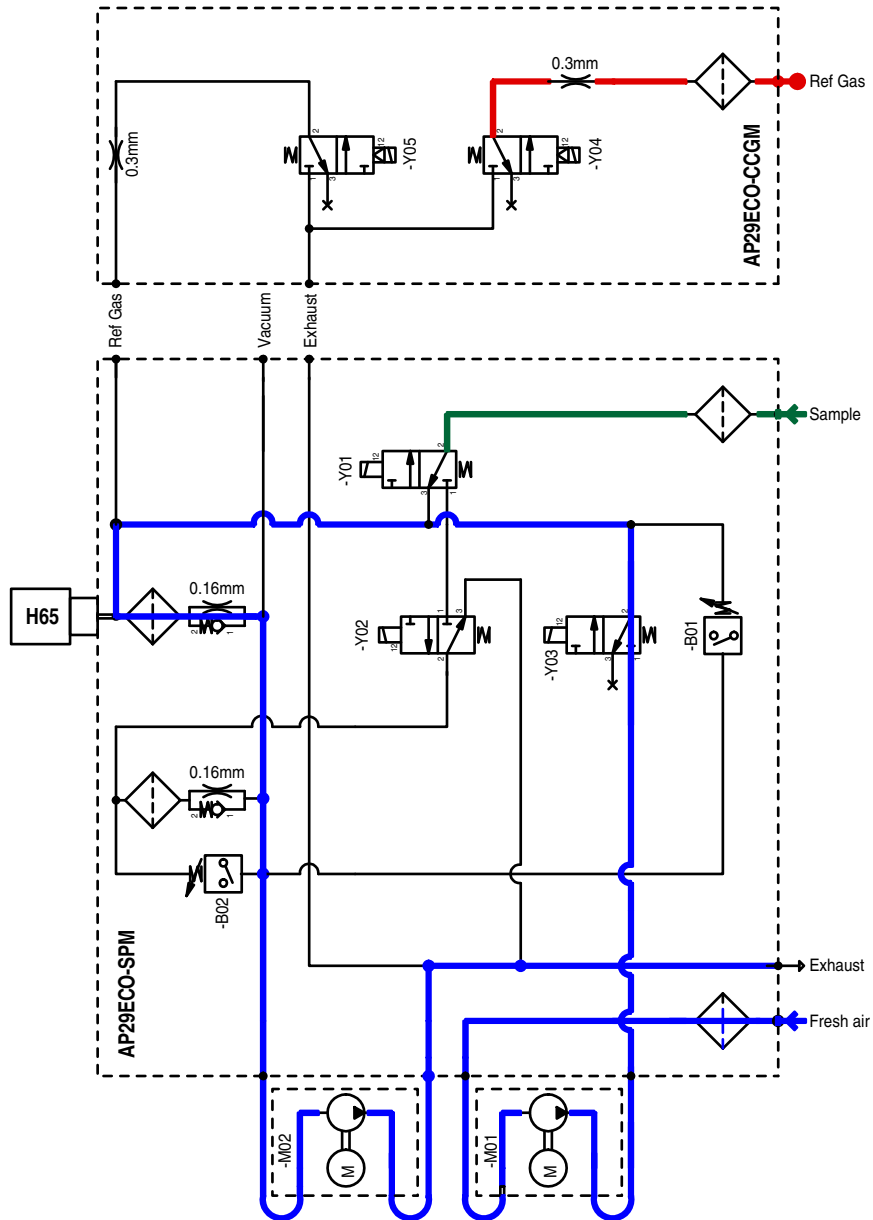 0.3mm
Ref Gas
2
12
1
3
-Y05
2
12
1
3
-Y04
0.3mm
AP29ECO-CCGM
Ref Gas
Vacuum
Exhaust
Sample
12
2
-Y01
3
1
H65
0.16mm
2
1
1
3
-Y02
12
2
12
2
-Y03
3
1
-B01
0.16mm
2
1
-B02
AP29ECO-SPM
Exhaust
Fresh air
-M02
M
-M01
M